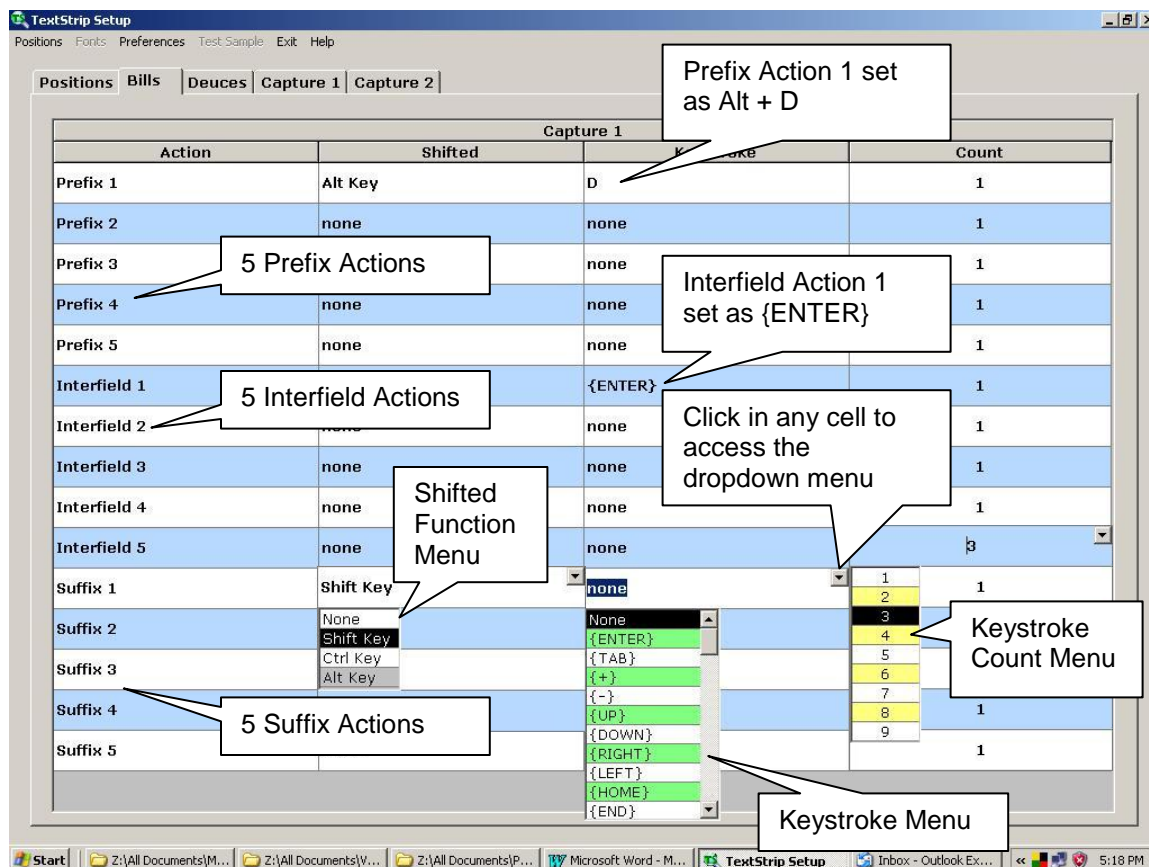 TextStrip Setup
Positions Fonts Preferences Test Sample Exit Help
Positions Bills Deuces Capture 1 Capture 2
Prefix Action 1 set
as Alt + D
Capture 1
Action Shifted Count
Prefix 1 Alt Key D 1
Prefix 2 none none 1
Prefix 3 none 1
5 Prefix Actions
Prefix 4 none none 1
Interfield Action 1
set as {ENTER}
Prefix 5 none none 1
Interfield 1 {ENTER} 1
5 Interfield Actions
Interfield 2 none 1
Click in any cell to
access the
dropdown menu
Interfield 3 none none 1
Interfield 4 none none 1
Shifted
Function
Menu
Interfield 5 none none 3
Suffix 1 Shift Key none 1
Suffix 2
Suffix 3
Suffix 4 1
Suffix 5 1
5 Suffix Actions
None
Shift Key
Ctrl Key
Alt Key
None
{ENTER}
{TAB}
{+}
{-}
{UP}
{DOWN}
{RIGHT}
{LEFT}
{HOME}
{END}
1
2
3
4
5
6
7
8
9
Keystroke
Count Menu
Keystroke Menu
Start Z:\All Documents\M... Z:\All Documents\V... Z:\All Documents\P... Microsoft Word - M... TextStrip Setup Inbox - Outlook Ex... « 5:18 PM